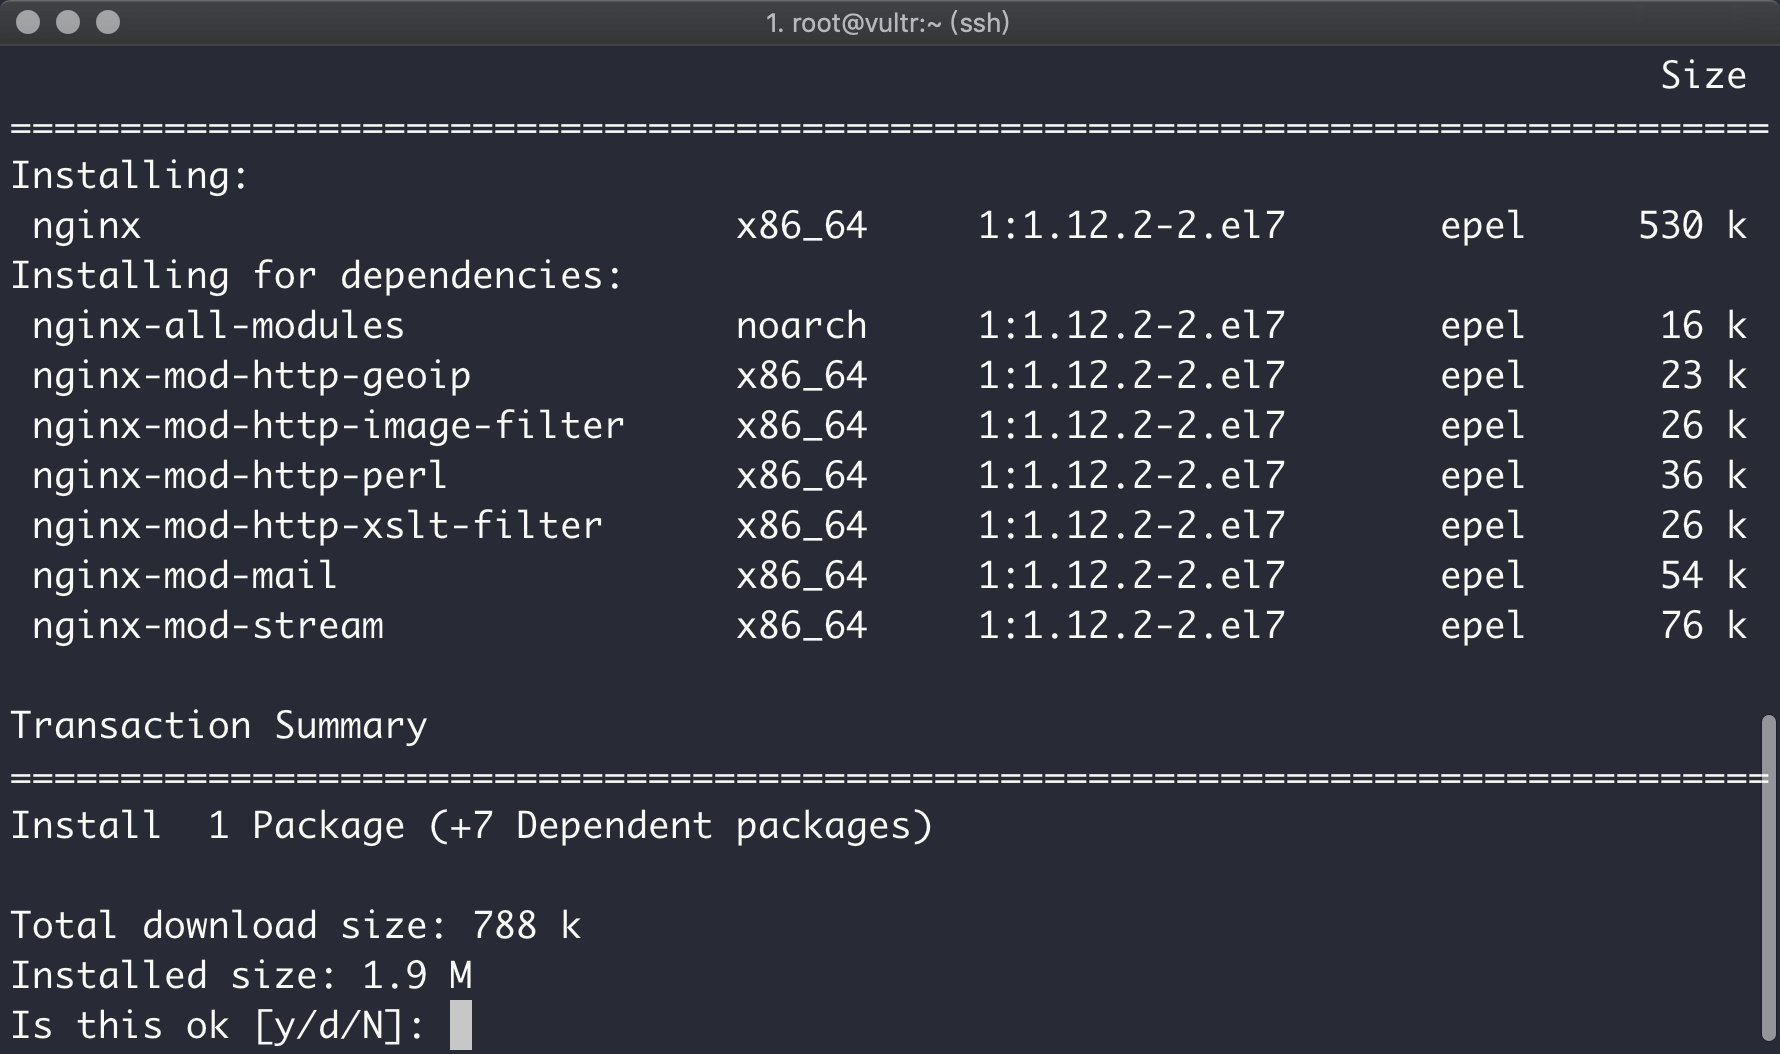 1. root@vultr:~ (ssh)
Size
================================================================================
Installing:
nginx x86_64 1:1.12.2-2.el7 epel 530 k
Installing for dependencies:
nginx-all-modules noarch 1:1.12.2-2.el7 epel 16 k
nginx-mod-http-geoip x86_64 1:1.12.2-2.el7 epel 23 k
nginx-mod-http-image-filter x86_64 1:1.12.2-2.el7 epel 26 k
nginx-mod-http-perl x86_64 1:1.12.2-2.el7 epel 36 k
nginx-mod-http-xslt-filter x86_64 1:1.12.2-2.el7 epel 26 k
nginx-mod-mail x86_64 1:1.12.2-2.el7 epel 54 k
nginx-mod-stream x86_64 1:1.12.2-2.el7 epel 76 k
Transaction Summary
================================================================================
Install  1 Package (+7 Dependent packages)
Total download size: 788 k
Installed size: 1.9 M
Is this ok [y/d/N]: